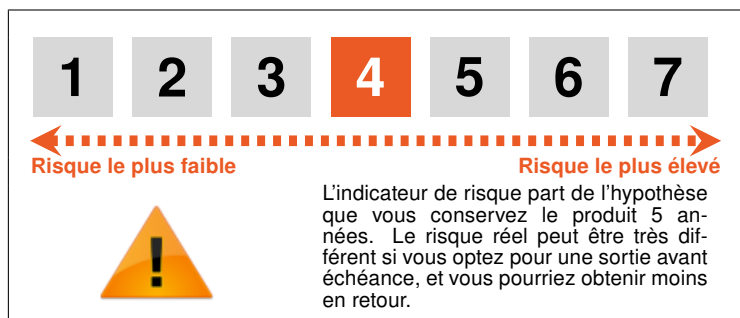 1 2 3 4 5 6 7
Risque le plus faible Risque le plus élevé
L'indicateur de risque part de l'hypothèse
que vous conservez le produit 5 an-
nées. Le risque réel peut être très dif-
férent si vous optez pour une sortie avant
échéance, et vous pourriez obtenir moins
en retour.